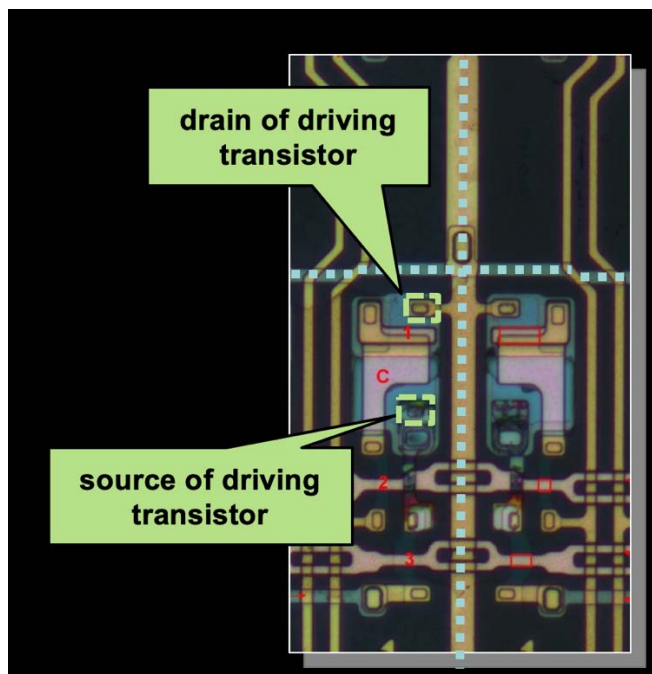 drain of driving
transistor
1
C
source of driving
transistor
2
3